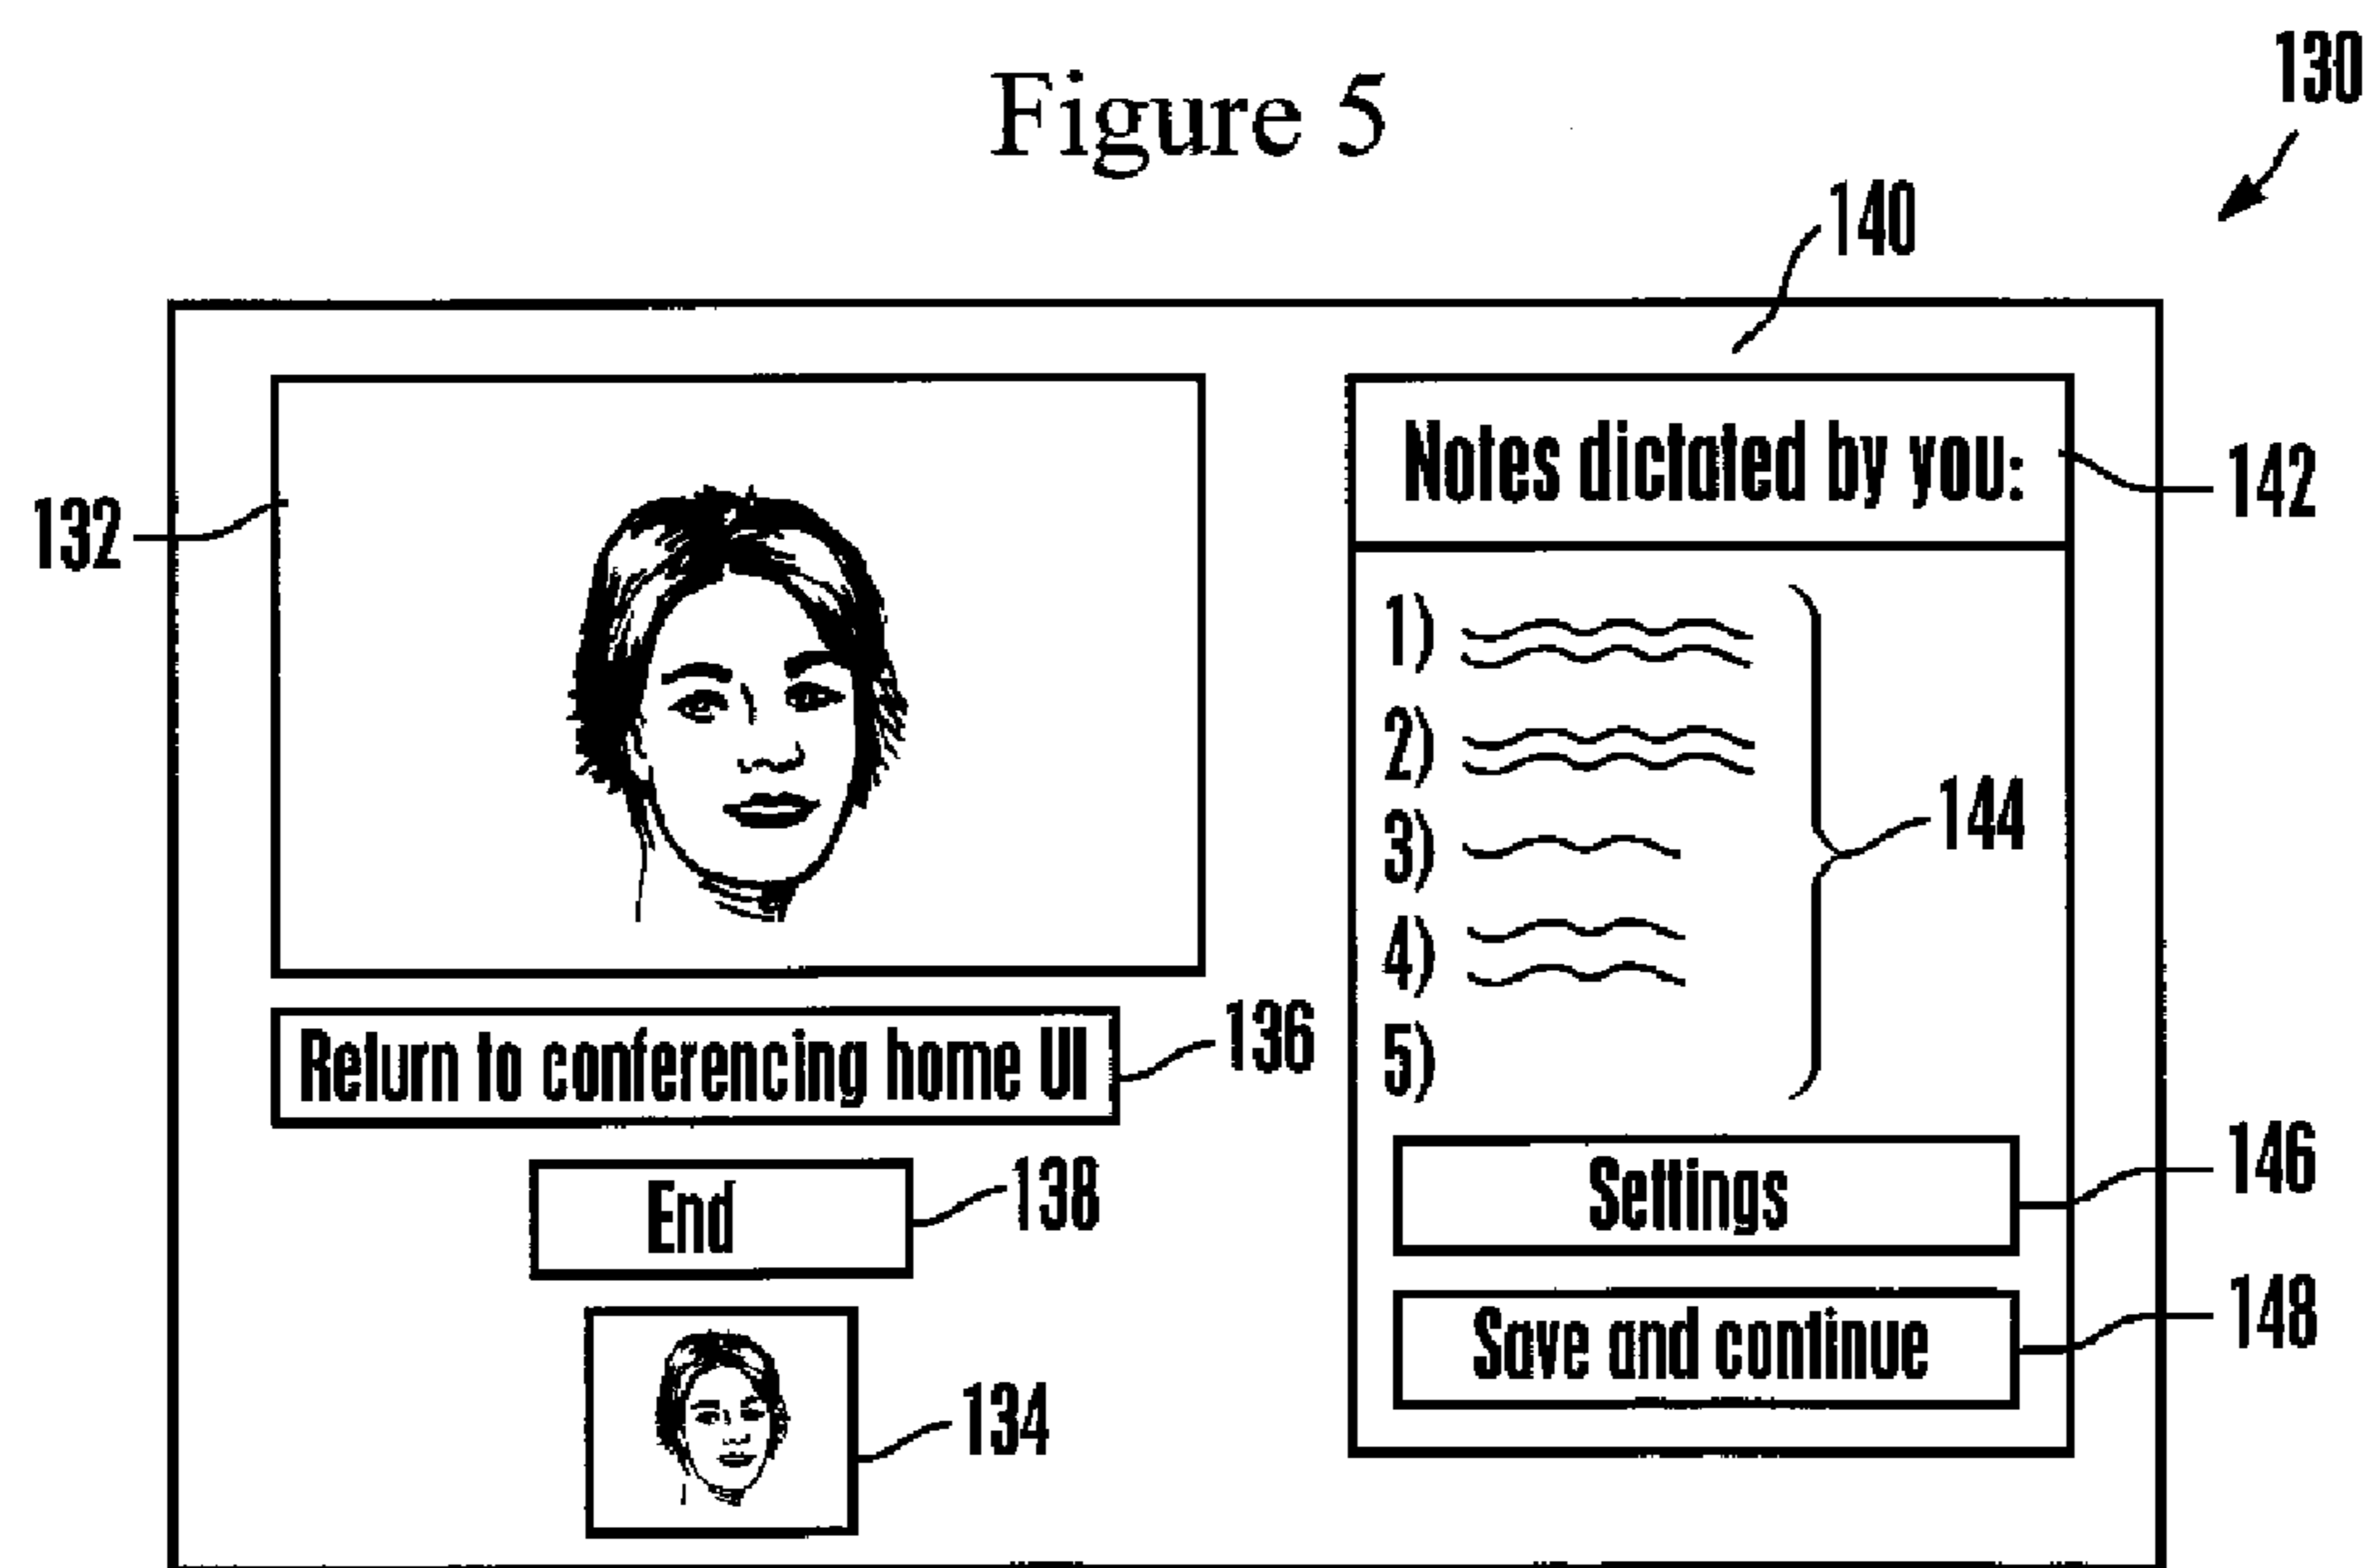 Figure 5
130
140
132
Notes dictated by you:
142
1)
2)
3)
4)
5)
144
Return to conferencing home UI
136
End
138
134
Settings
146
Save and continue
148